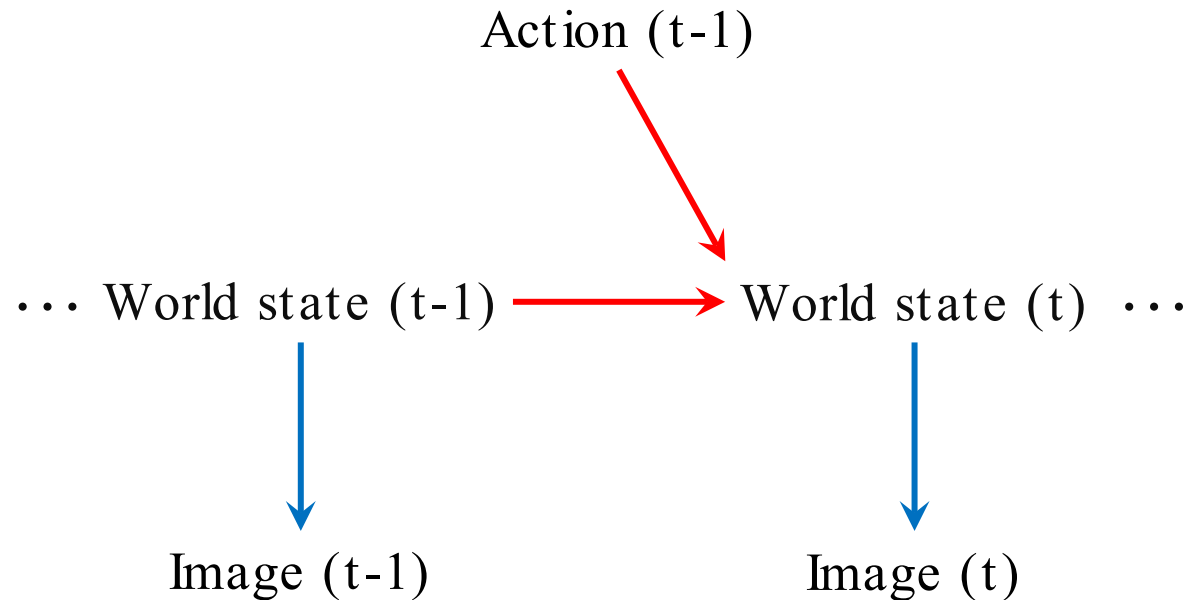 Action (t-1)
··· World state (t-1) World state (t) ···
Image (t-1) Image (t)